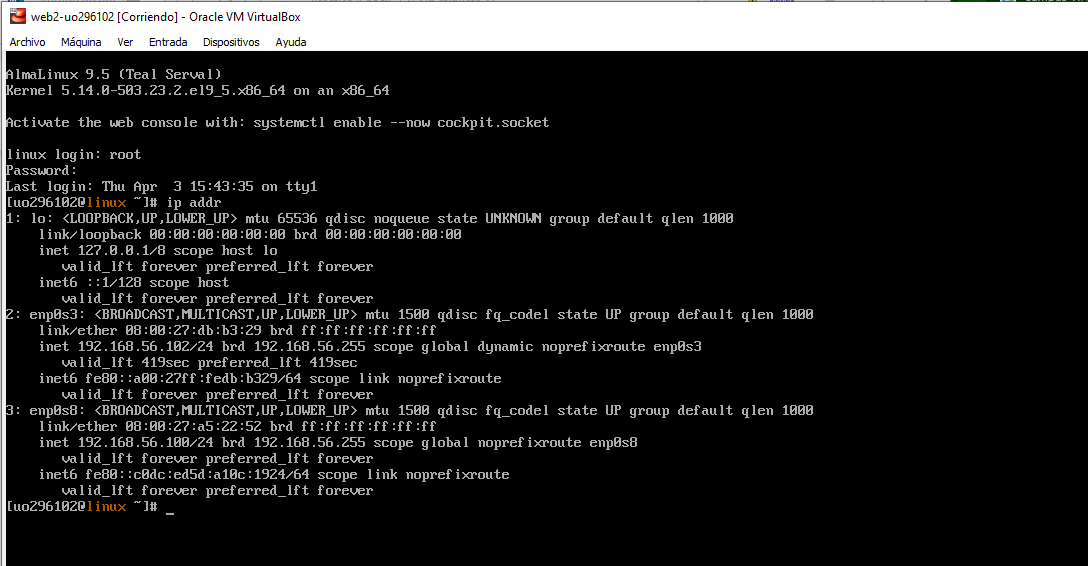 web2-uo296102 [Corriendo] - Oracle VM VirtualBox
Archivo Máquina Ver Entrada Dispositivos Ayuda
AlmaLinux 9.5 (Teal Serval)
Kernel 5.14.0-503.23.2.el9_5.x86_64 on an x86_64
Activate the web console with: systemctl enable --now cockpit.socket
linux login: root
Password:
Last login: Thu Apr  3 15:43:35 on tty1
[uo296102@linux ~]# ip addr
1: lo: <LOOPBACK,UP,LOWER_UP> mtu 65536 qdisc noqueue state UNKNOWN group default qlen 1000
    link/loopback 00:00:00:00:00:00 brd 00:00:00:00:00:00
    inet 127.0.0.1/8 scope host lo
       valid_lft forever preferred_lft forever
    inet6 ::1/128 scope host
       valid_lft forever preferred_lft forever
2: enp0s3: <BROADCAST,MULTICAST,UP,LOWER_UP> mtu 1500 qdisc fq_codel state UP group default qlen 1000
    link/ether 08:00:27:db:b3:29 brd ff:ff:ff:ff:ff:ff
    inet 192.168.56.102/24 brd 192.168.56.255 scope global dynamic noprefixroute enp0s3
       valid_lft 419sec preferred_lft 419sec
    inet6 fe80::a00:27ff:fedb:b329/64 scope link noprefixroute
       valid_lft forever preferred_lft forever
3: enp0s8: <BROADCAST,MULTICAST,UP,LOWER_UP> mtu 1500 qdisc fq_codel state UP group default qlen 1000
    link/ether 08:00:27:a5:22:52 brd ff:ff:ff:ff:ff:ff
    inet 192.168.56.100/24 brd 192.168.56.255 scope global noprefixroute enp0s8
       valid_lft forever preferred_lft forever
    inet6 fe80::c0dc:ed5d:a10c:1924/64 scope link noprefixroute
       valid_lft forever preferred_lft forever
[uo296102@linux ~]# _